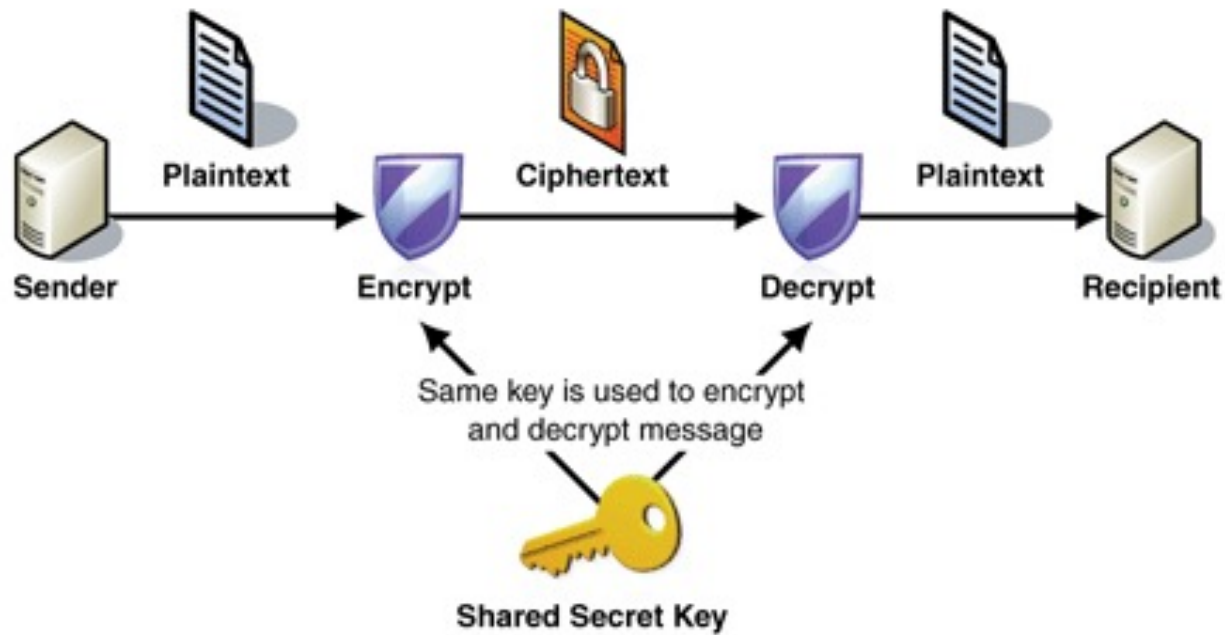 Plaintext
Ciphertext
Plaintext
Sender
Encrypt
Decrypt
Recipient
Same key is used to encrypt
and decrypt message
Shared Secret Key